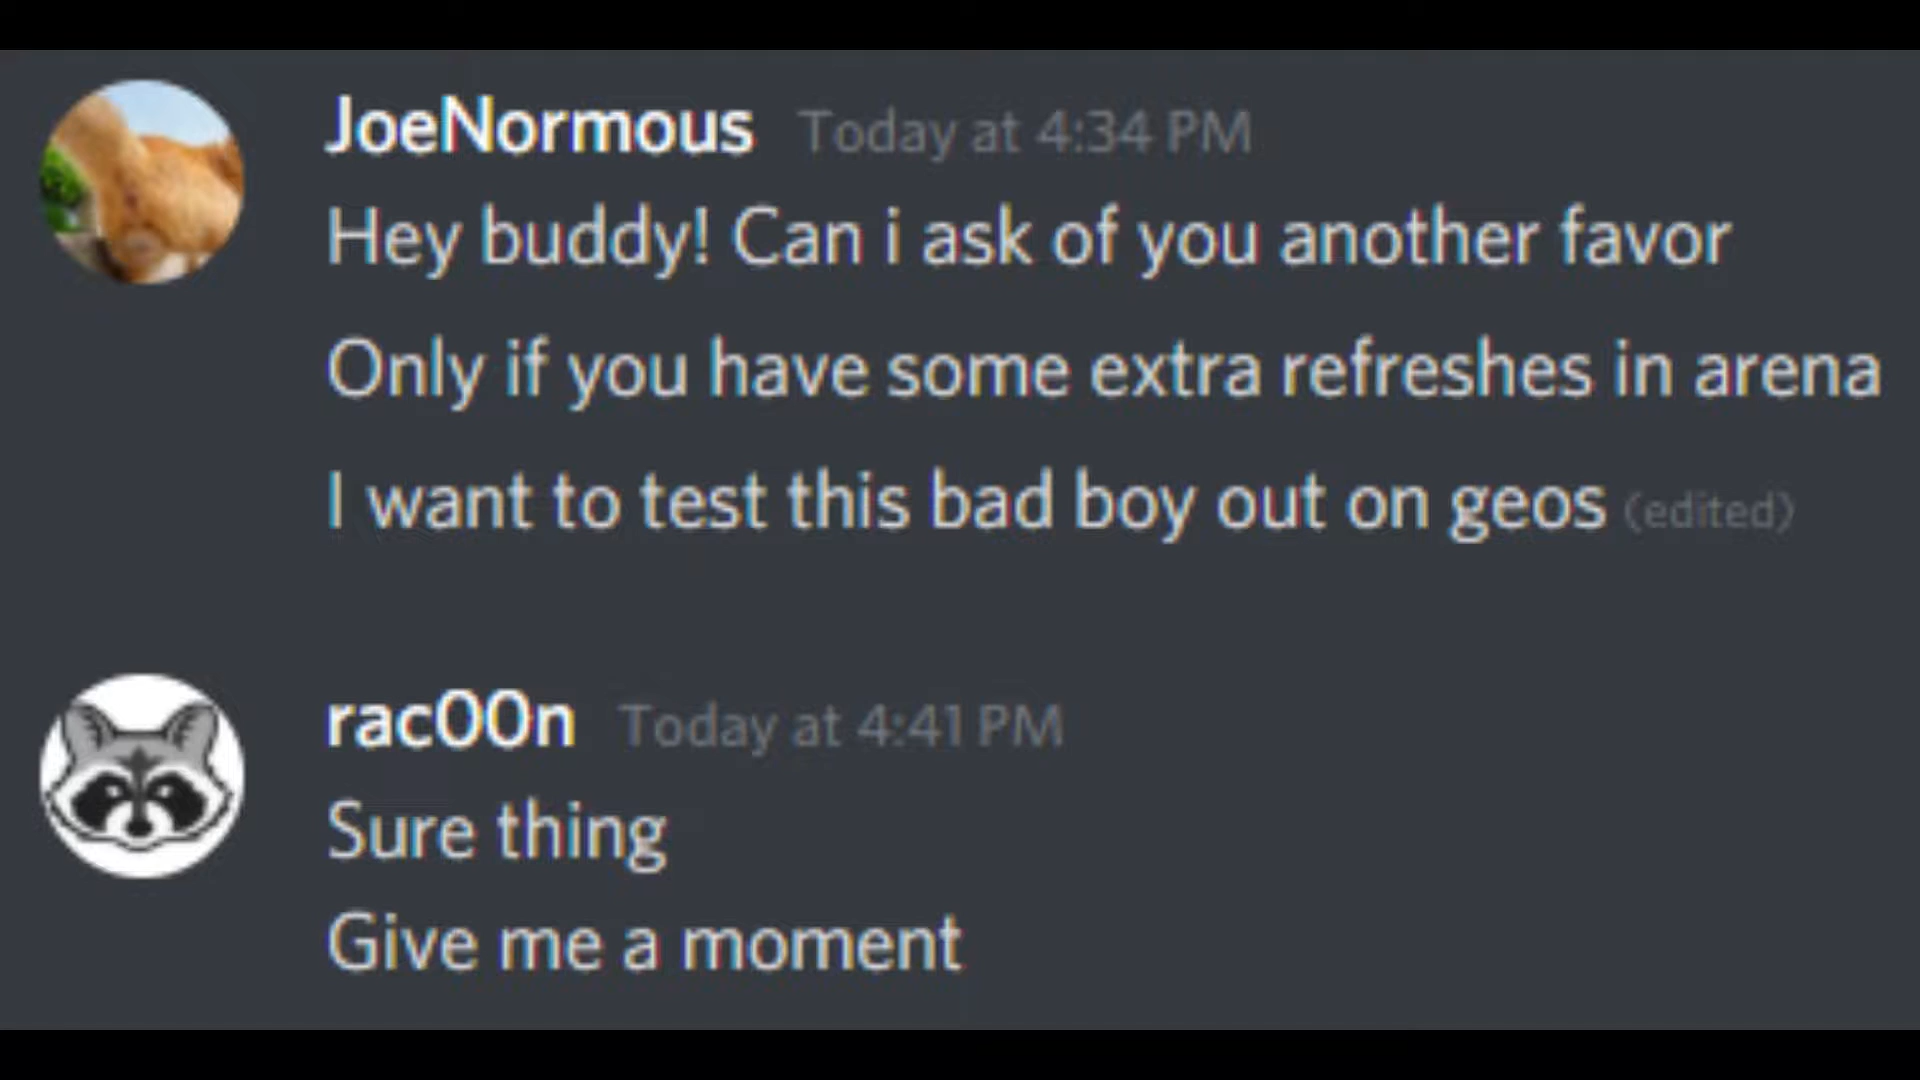 JoeNormous Today at 4:34 PM
Hey buddy! Can i ask of you another favor
Only if you have some extra refreshes in arena
I want to test this bad boy out on geos (edited)
rac00n Today at 4:41 PM
Sure thing
Give me a moment